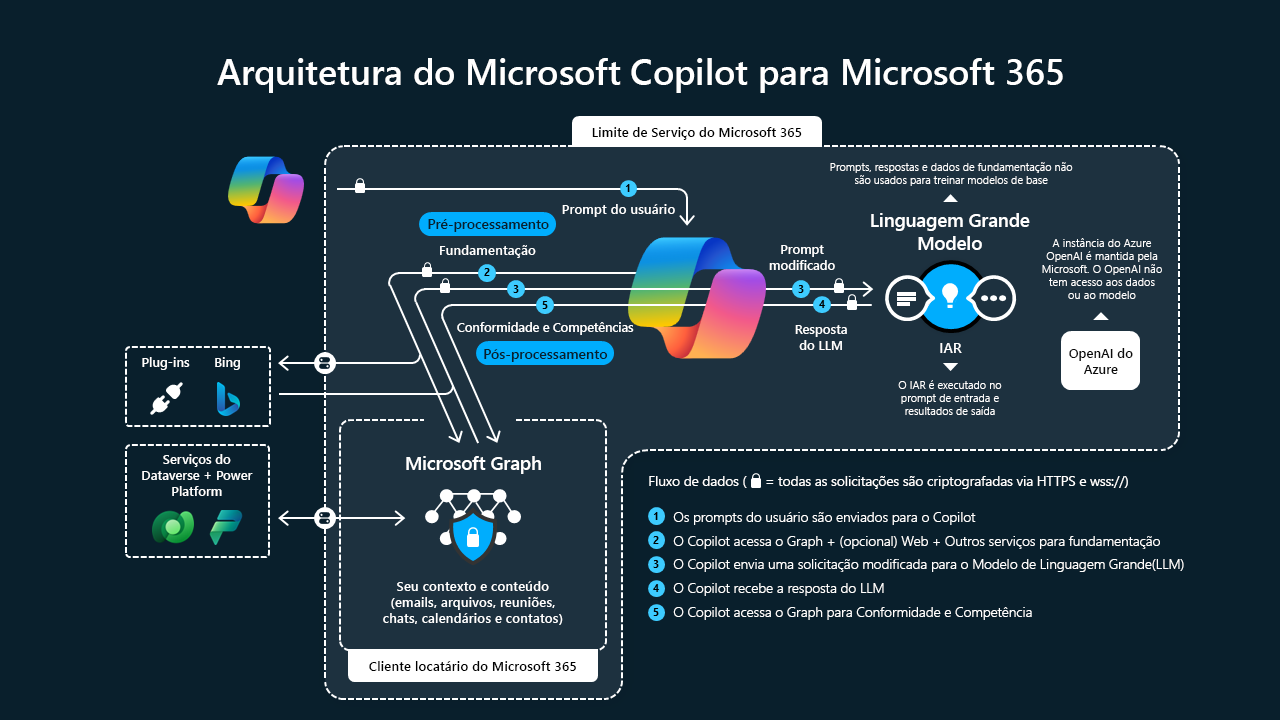 Arquitetura do Microsoft Copilot para Microsoft 365
Limite de Serviço do Microsoft 365
1
Prompt do usuário
Pré-processamento
Fundamentação
2
3
5
Conformidade e Competências
Pós-processamento
Prompt
modificado
3
4
Resposta
do LLM
Prompts, respostas e dados de fundamentação não
são usados para treinar modelos de base
Linguagem Grande
Modelo
IAR
O IAR é executado no
prompt de entrada e
resultados de saída
A instância do Azure
OpenAI é mantida pela
Microsoft. O OpenAI não
tem acesso aos dados
ou ao modelo
OpenAI do
Azure
Plug-ins
Bing
Serviços do
Dataverse + Power
Platform
Microsoft Graph
Seu contexto e conteúdo
(emails, arquivos, reuniões,
chats, calendários e contatos)
Cliente locatário do Microsoft 365
Fluxo de dados ( = todas as solicitações são criptografadas via HTTPS e wss://)
1 Os prompts do usuário são enviados para o Copilot
2 O Copilot acessa o Graph + (opcional) Web + Outros serviços para fundamentação
3 O Copilot envia uma solicitação modificada para o Modelo de Linguagem Grande(LLM)
4 O Copilot recebe a resposta do LLM
5 O Copilot acessa o Graph para Conformidade e Competência